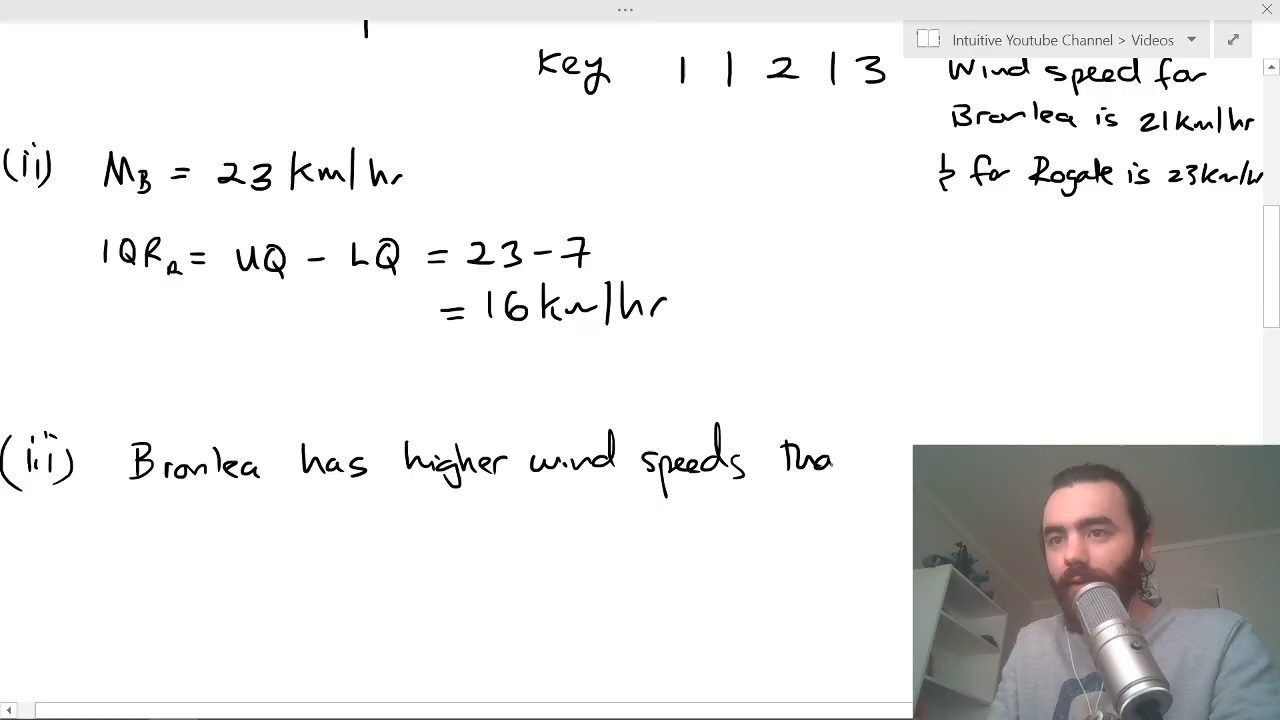 Intuitive Youtube Channel > Videos
Key 1 | 2 | 3
Wind speed for
Bronlea is 21km/hr
& for Rogate is 23km/hr
(ii) MB = 23 km/hr
IQRR = UQ - LQ = 23 - 7
= 16 km/hr
(iii) Bronlea has higher wind speeds tha